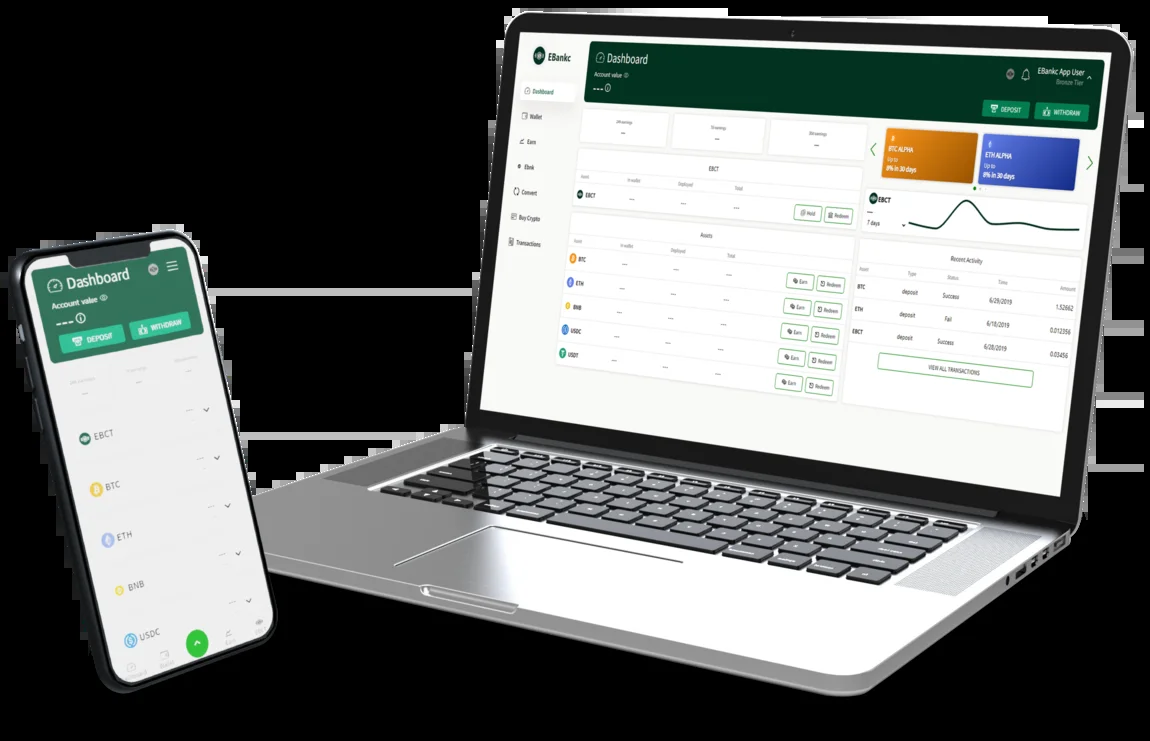 Dashboard
Account value
---
DEPOSIT
WITHDRAW
EBCT
BTC
ETH
BNB
USDC
EBankc
Dashboard
Wallet
Earn
Ebnk
Convert
Buy Crypto
Transactions
Dashboard
Account value
---
EBankc App User
Bronze Tier
DEPOSIT
WITHDRAW
BTC ALPHA
Up to
8% in 30 days
ETH ALPHA
Up to
8% in 30 days
EBCT
Asset In wallet Deployed Total
EBCT --- --- --- Hold Redeem
Assets
Asset In wallet Deployed Total
BTC --- --- --- Earn Redeem
ETH --- --- --- Earn Redeem
BNB --- --- --- Earn Redeem
USDC --- --- --- Earn Redeem
USDT --- --- --- Earn Redeem
EBCT
---
7 days
Recent Activity
Asset Type Status Time Amount
BTC deposit Success 6/29/2019 1.52662
ETH deposit Fail 6/18/2019 0.012356
EBCT deposit Success 6/28/2019 0.03456
VIEW ALL TRANSACTIONS